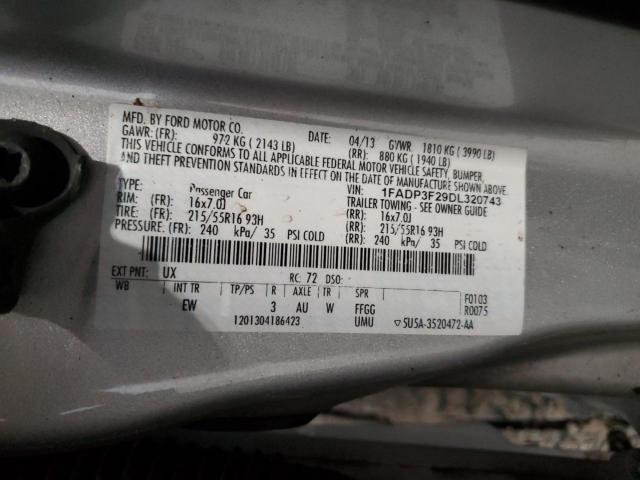 MFD. BY FORD MOTOR CO.
DATE: 04/13 GVWR 1810 KG ( 3990 LB)
GAWR: (FR): 972 KG ( 2143 LB) (RR): 880 KG ( 1940 LB)
THIS VEHICLE CONFORMS TO ALL APPLICABLE FEDERAL MOTOR VEHICLE SAFETY, BUMPER,
AND THEFT PREVENTION STANDARDS IN EFFECT ON THE DATE OF MANUFACTURE SHOWN ABOVE.
VIN: 1FADP3F29DL320743
TYPE: Passenger Car TRAILER TOWING - SEE OWNER GUIDE
RIM: (FR): 16x7.0J (RR): 16x7.0J
TIRE: (FR): 215/55R16 93H (RR): 215/55R16 93H
PRESSURE: (FR): 240 kPa/ 35 PSI COLD (RR): 240 kPa/ 35 PSI COLD
EXT PNT: UX RC: 72 DSO:
WB INT TR TP/PS R AXLE TR SPR F0103
EW 3 AU W FFGG R0075
1201304186423 UMU SU5A-3520472-AA